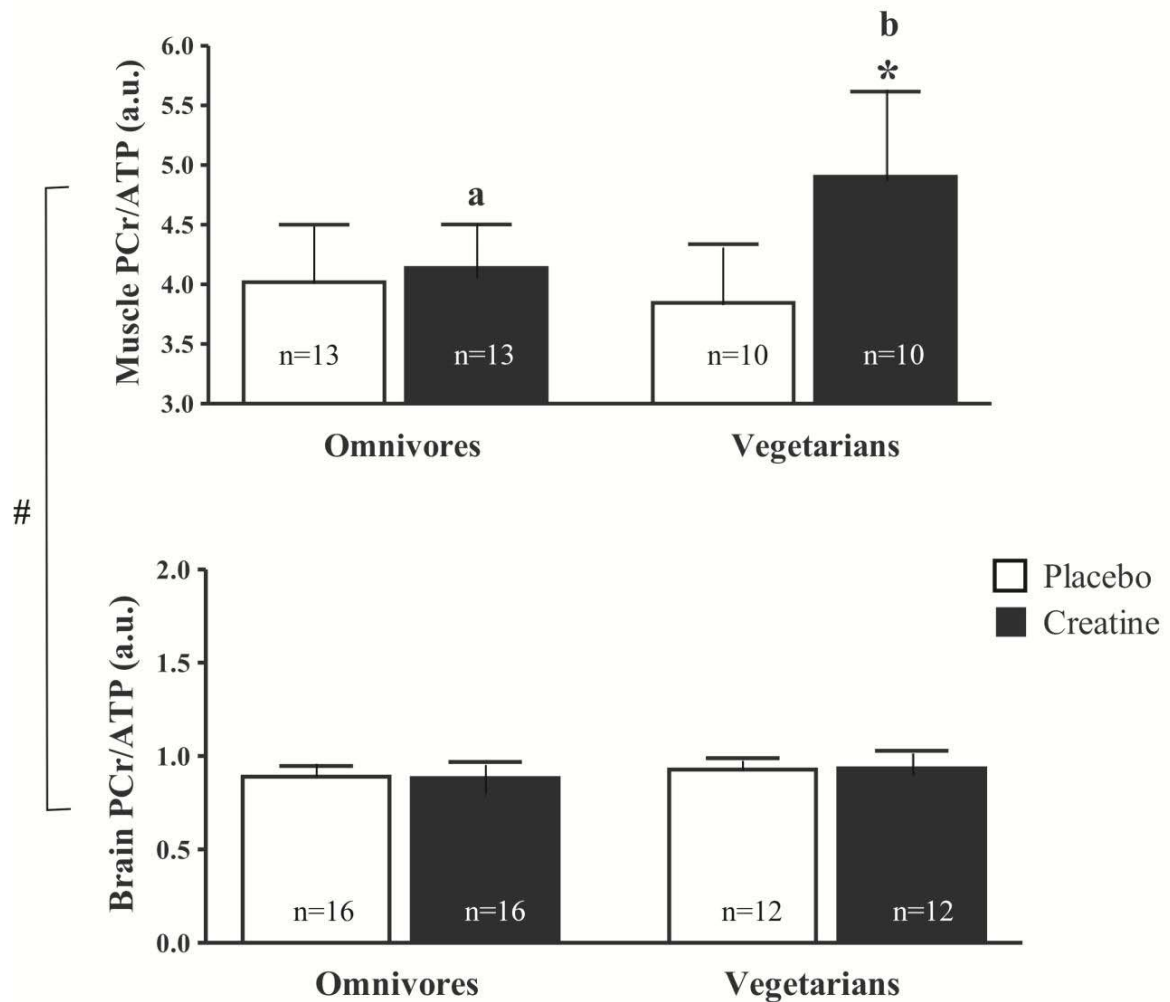 b
*
a
Muscle PCr/ATP (a.u.)
6.0
5.5
5.0
4.5
4.0
3.5
3.0
n=13
n=13
n=10
n=10
Omnivores
Vegetarians
#
Placebo
Creatine
Brain PCr/ATP (a.u.)
2.0
1.5
1.0
0.5
0.0
n=16
n=16
n=12
n=12
Omnivores
Vegetarians